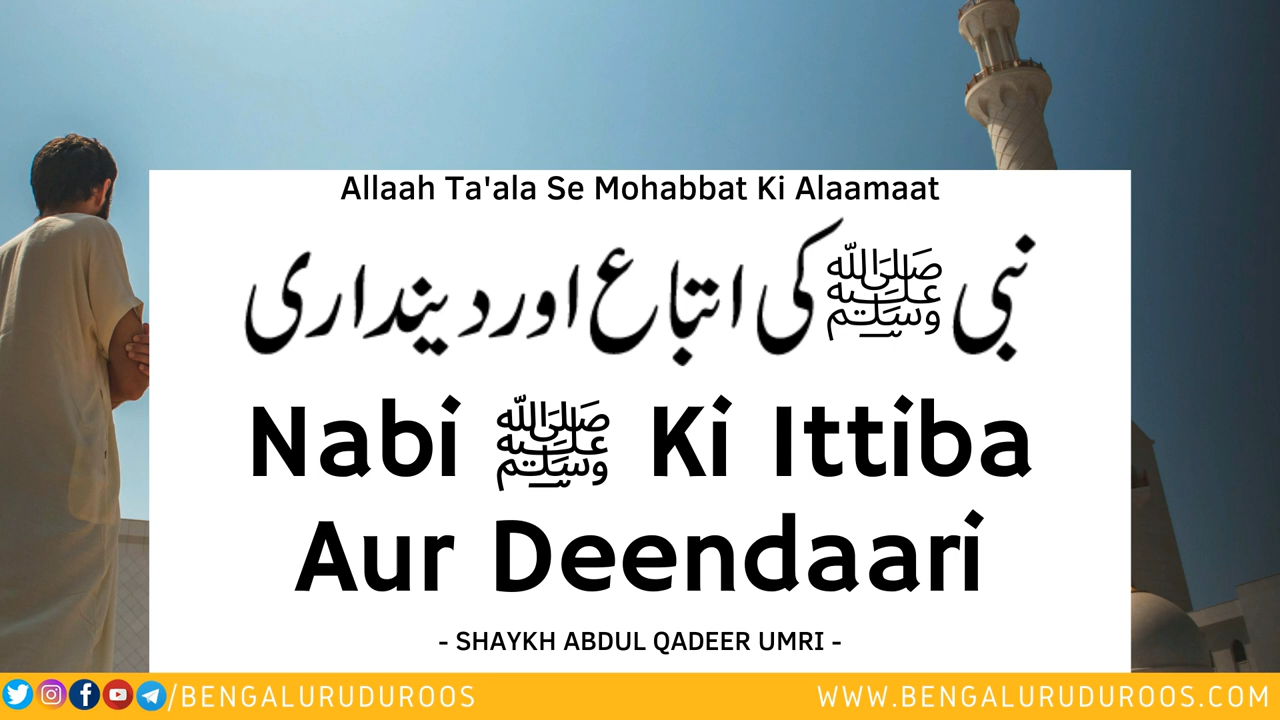 Allaah Ta'ala Se Mohabbat Ki Alaamaat
نبی ﷺ کی اتباع اور دینداری
Nabi ﷺ Ki Ittiba
Aur Deendaari
- SHAYKH ABDUL QADEER UMRI -
/BENGALURUDUROOS
WWW.BENGALURUDUROOS.COM